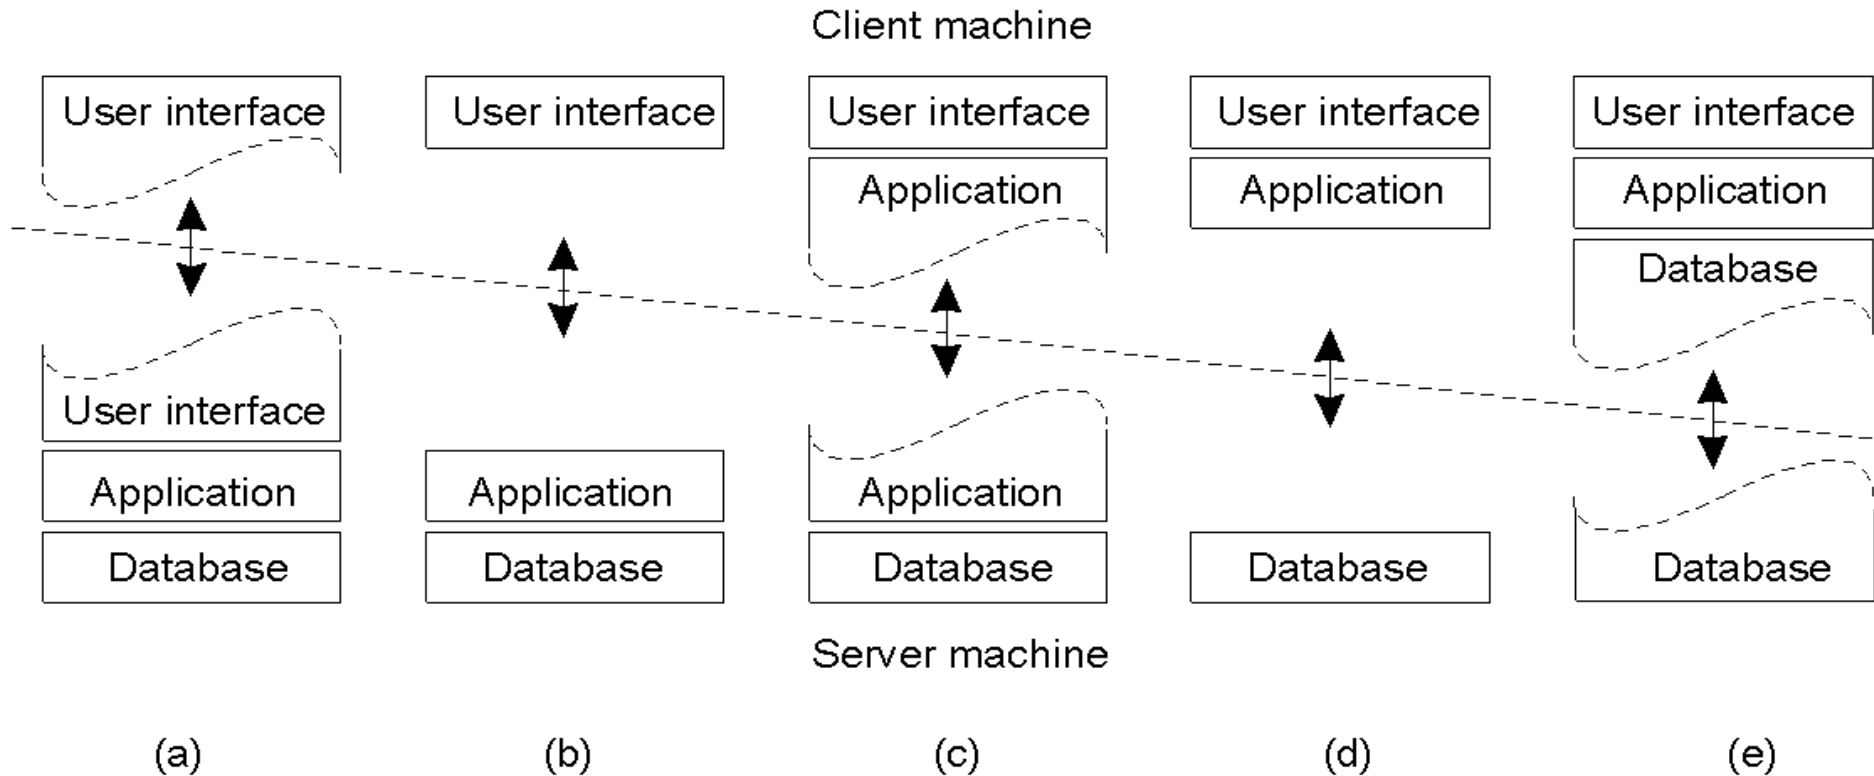 Client machine
User interface User interface User interface User interface User interface
Application Application Application
Database
User interface
Application Application Application
Database Database Database Database Database
Server machine
(a) (b) (c) (d) (e)